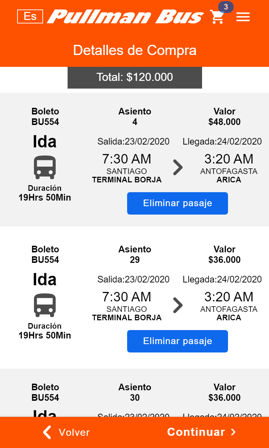 Es Pullman Bus 3
Detalles de Compra
Total: $120.000
Boleto Asiento Valor
BU554 4 $48.000
Ida Salida:23/02/2020 Llegada:24/02/2020
7:30 AM 3:20 AM
SANTIAGO ANTOFAGASTA
Duración TERMINAL BORJA ARICA
19Hrs 50Min
Eliminar pasaje
Boleto Asiento Valor
BU554 29 $36.000
Ida Salida:23/02/2020 Llegada:24/02/2020
7:30 AM 3:20 AM
SANTIAGO ANTOFAGASTA
Duración TERMINAL BORJA ARICA
19Hrs 50Min
Eliminar pasaje
Boleto Asiento Valor
BU554 30 $36.000
Ida Salida:23/02/2020 Llegada:24/02/2020
Volver Continuar